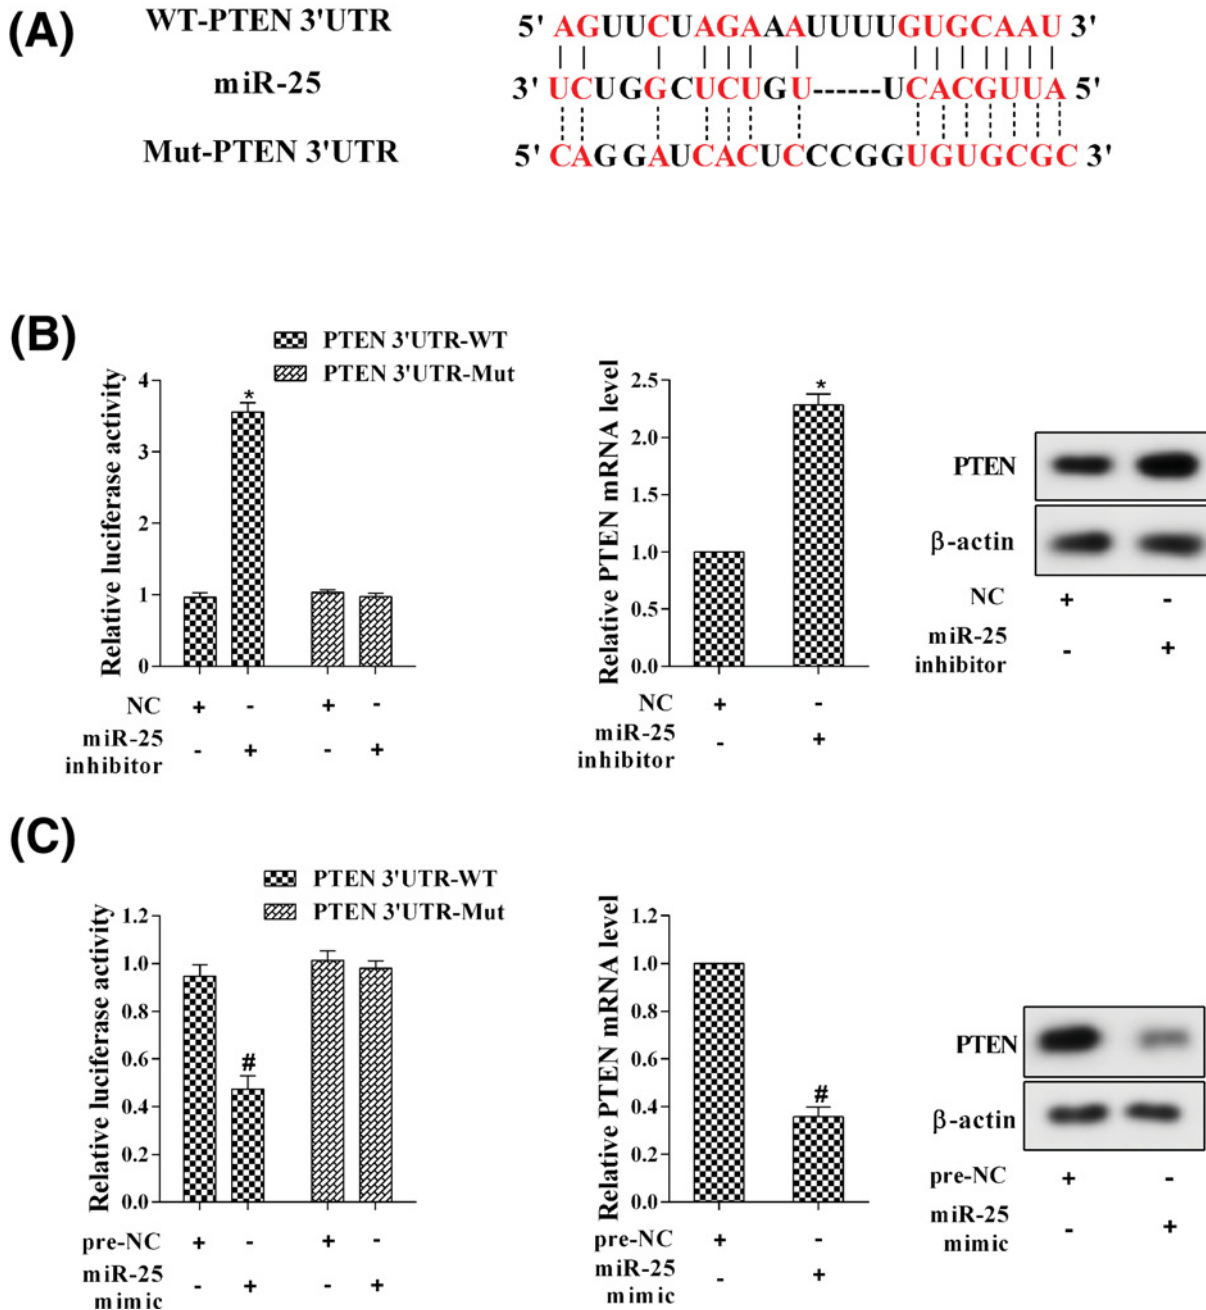 (A)
WT-PTEN 3'UTR 5' AGUUCUAGAAAUUUUGUGCAAU 3'
miR-25 3' UCUGGCUCUGU------UCACGUUA 5'
Mut-PTEN 3'UTR 5' CAGGAUCACUCCCGGUGUGCGC 3'
(B)
PTEN 3'UTR-WT
PTEN 3'UTR-Mut
Relative luciferase activity
4
3
2
1
0
NC + - + -
miR-25 inhibitor - + - +
*
Relative PTEN mRNA level
2.5
2.0
1.5
1.0
0.5
0.0
*
NC + -
miR-25 inhibitor - +
PTEN
β-actin
NC + -
miR-25 inhibitor - +
(C)
PTEN 3'UTR-WT
PTEN 3'UTR-Mut
Relative luciferase activity
1.2
1.0
0.8
0.6
0.4
0.2
0.0
#
pre-NC + - + -
miR-25 mimic - + - +
Relative PTEN mRNA level
1.2
1.0
0.8
0.6
0.4
0.2
0.0
#
pre-NC + -
miR-25 mimic - +
PTEN
β-actin
pre-NC + -
miR-25 mimic - +